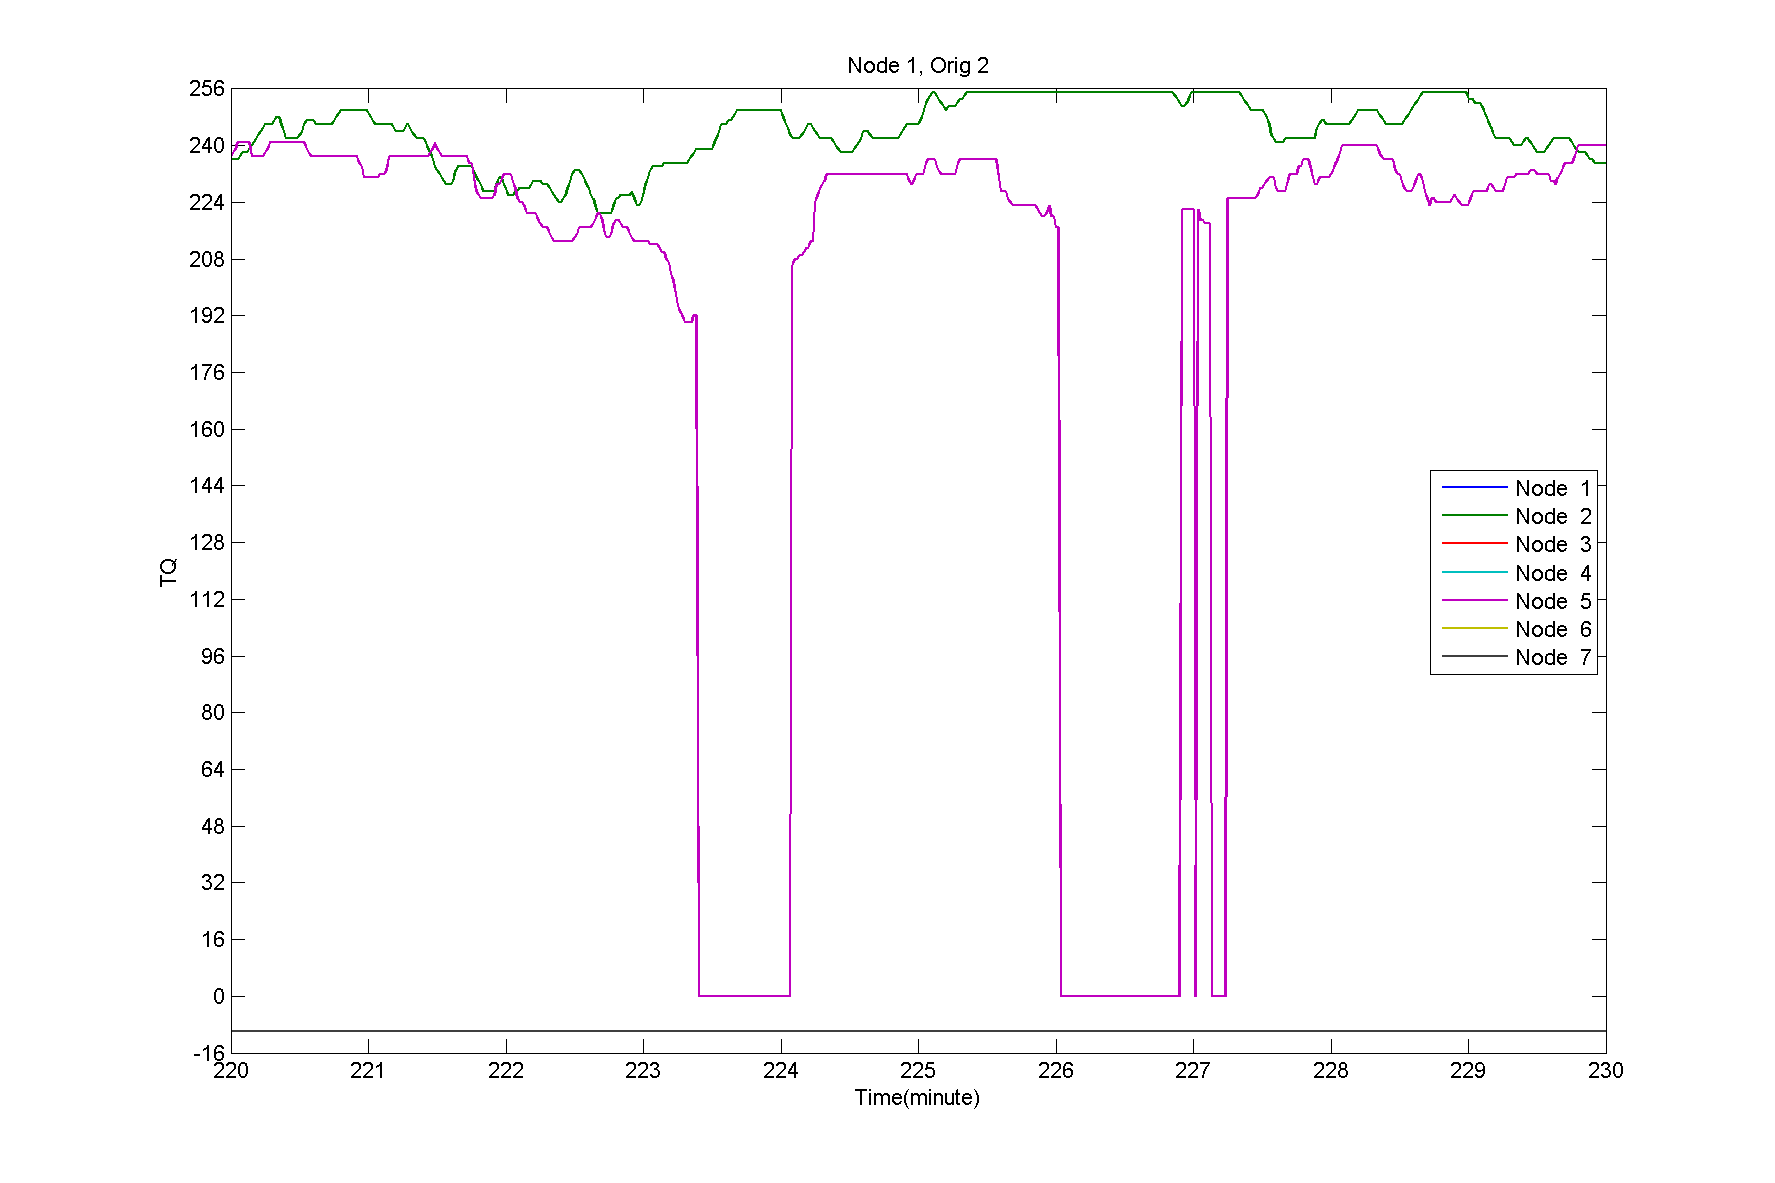 Node 1, Orig 2
256
240
224
208
192
176
160
144
128
112
96
80
64
48
32
16
0
-16
TQ
Node 1
Node 2
Node 3
Node 4
Node 5
Node 6
Node 7
220 221 222 223 224 225 226 227 228 229 230
Time(minute)